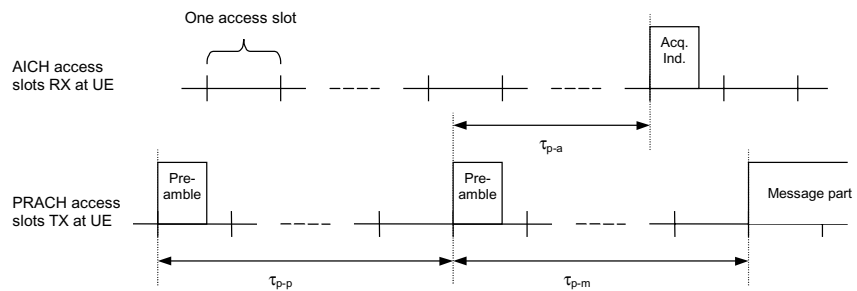 One access slot
AICH access
slots RX at UE
Acq.
Ind.
τp-a
PRACH access
slots TX at UE
Pre-
amble
Pre-
amble
Message part
τp-p
τp-m